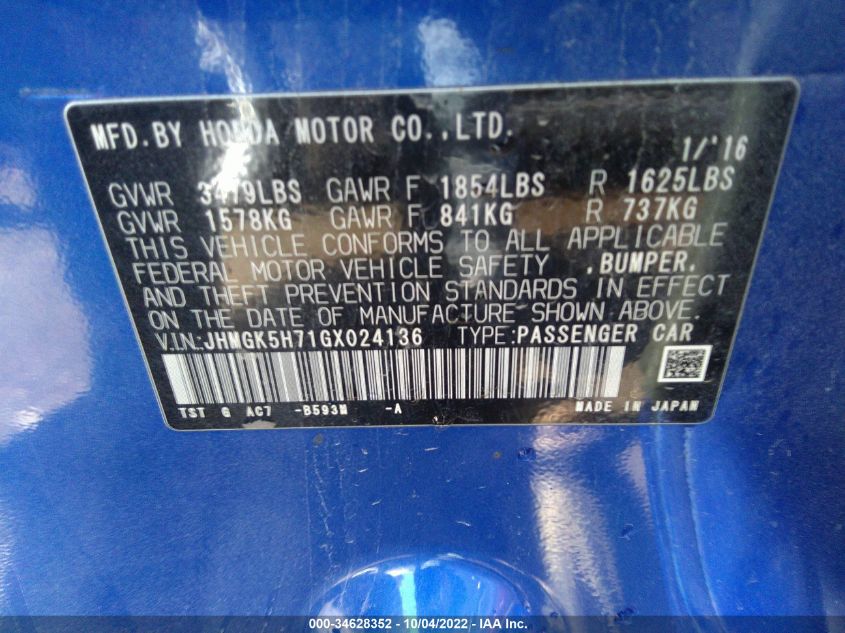 MFD.BY HONDA MOTOR CO.,LTD.
1/'16
GVWR 3479LBS GAWR F 1854LBS R 1625LBS
GVWR 1578KG GAWR F 841KG R 737KG
THIS VEHICLE CONFORMS TO ALL APPLICABLE
FEDERAL MOTOR VEHICLE SAFETY ,BUMPER,
AND THEFT PREVENTION STANDARDS IN EFFECT
ON THE DATE OF MANUFACTURE SHOWN ABOVE.
V.IN.:JHMGK5H71GX024136 TYPE:PASSENGER CAR
TST G AC7 -B593M -A MADE IN JAPAN
000-34628352 - 10/04/2022 - IAA Inc.